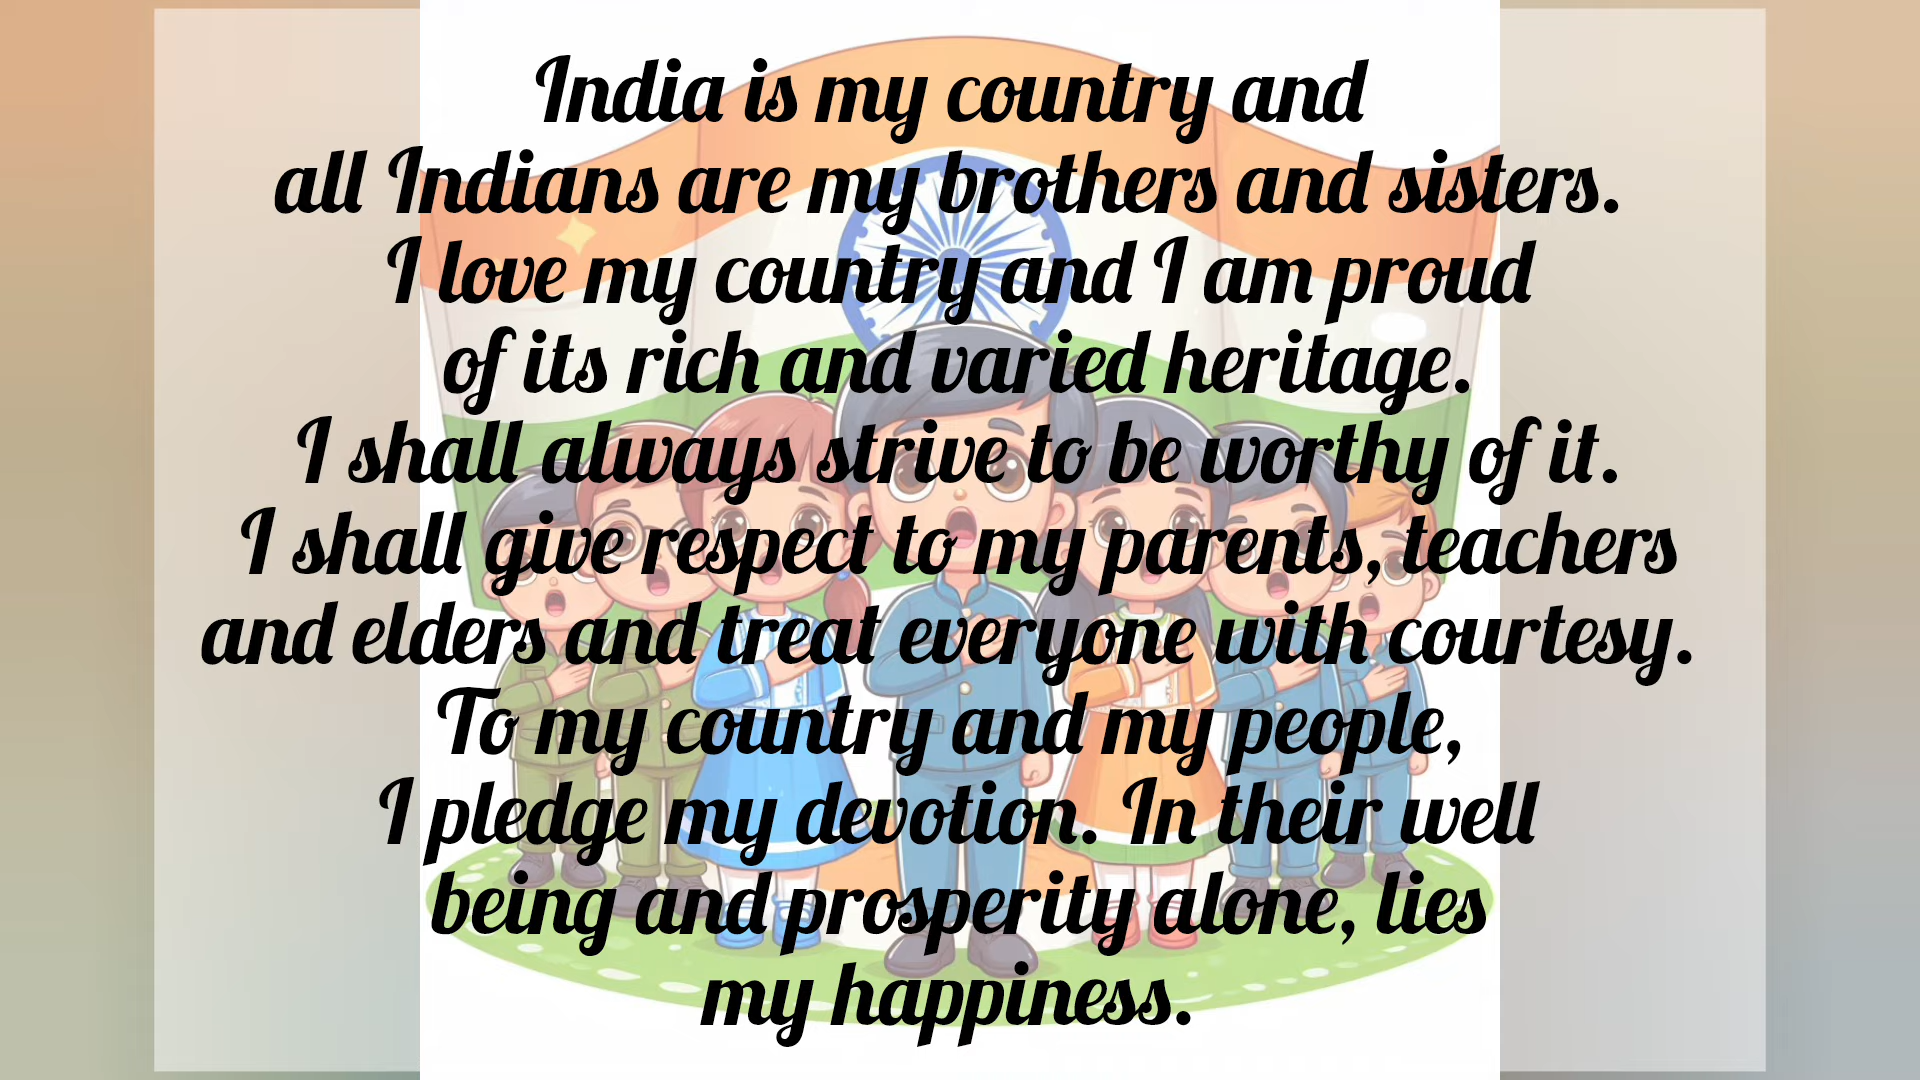 India is my country and
all Indians are my brothers and sisters.
I love my country and I am proud
of its rich and varied heritage.
I shall always strive to be worthy of it.
I shall give respect to my parents, teachers
and elders and treat everyone with courtesy.
To my country and my people,
I pledge my devotion. In their well
being and prosperity alone, lies
my happiness.